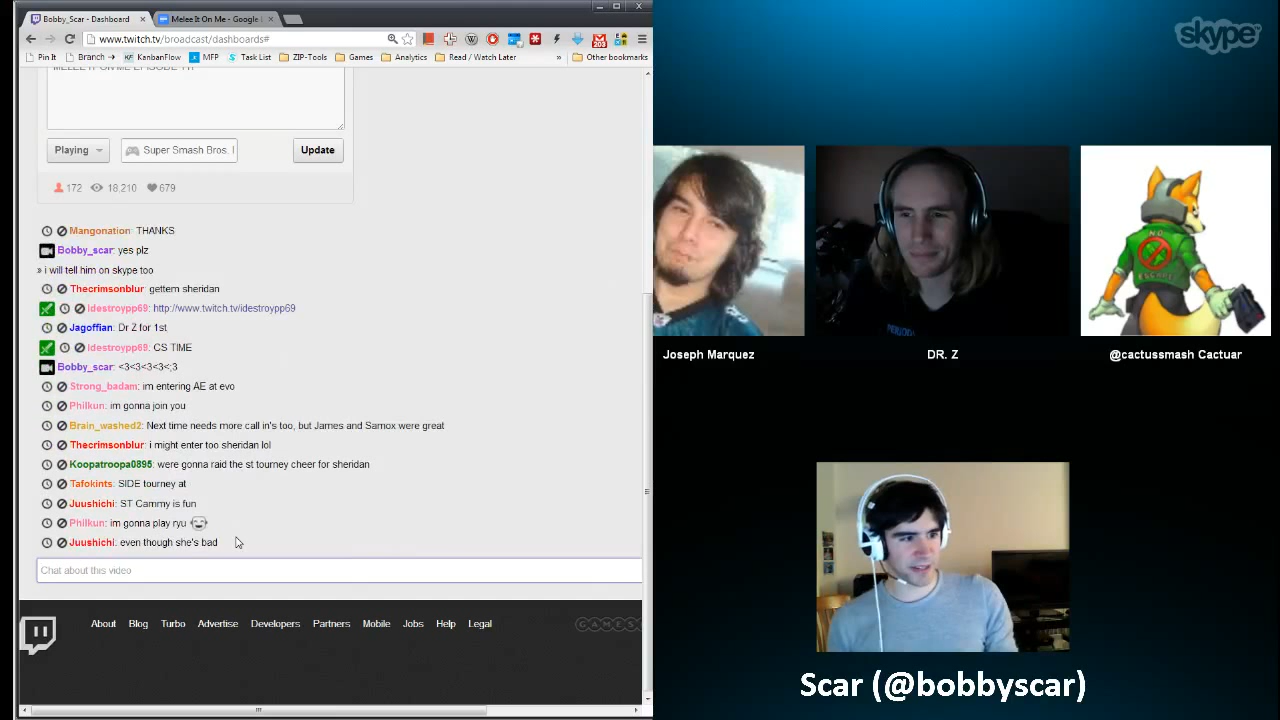 Bobby_Scar - Dashboard
Melee It On Me - Google
www.twitch.tv/broadcast/dashboards#
203
Pin It
Branch →
KanbanFlow
MFP
Task List
ZIP-Tools
Games
Analytics
Read / Watch Later
»
Other bookmarks
Playing
Super Smash Bros.
Update
172
18,210
679
Mangonation: THANKS
Bobby_scar: yes plz
» i will tell him on skype too
Thecrimsonblur: gettem sheridan
Idestroypp69: http://www.twitch.tv/idestroypp69
Jagoffian: Dr Z for 1st
Idestroypp69: CS TIME
Bobby_scar: <3<3<3<3<;3
Strong_badam: im entering AE at evo
Philkun: im gonna join you
Brain_washed2: Next time needs more call in's too, but James and Samox were great
Thecrimsonblur: i might enter too sheridan lol
Koopatroopa0895: were gonna raid the st tourney cheer for sheridan
Tafokints: SIDE tourney at
Juushichi: ST Cammy is fun
Philkun: im gonna play ryu
Juushichi: even though she's bad
Chat about this video
About
Blog
Turbo
Advertise
Developers
Partners
Mobile
Jobs
Help
Legal
GAMES
skype
NO
Joseph Marquez
DR. Z
@cactussmash Cactuar
Scar (@bobbyscar)